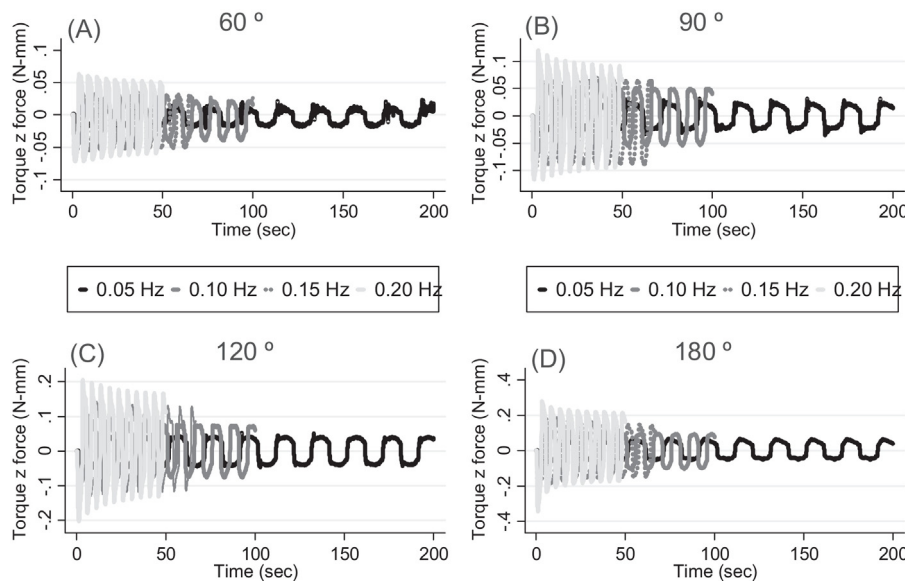 (A) 60 º
Torque z force (N-mm)
.1
.05
0
-.05
-.1
0 50 100 150 200
Time (sec)
(B) 90 º
Torque z force (N-mm)
.1
.05
0
-.05
-.1
0 50 100 150 200
Time (sec)
0.05 Hz 0.10 Hz 0.15 Hz 0.20 Hz
0.05 Hz 0.10 Hz 0.15 Hz 0.20 Hz
(C) 120 º
Torque z force (N-mm)
.2
.1
0
-.1
-.2
0 50 100 150 200
Time (sec)
(D) 180 º
Torque z force (N-mm)
.4
.2
0
-.2
-.4
0 50 100 150 200
Time (sec)